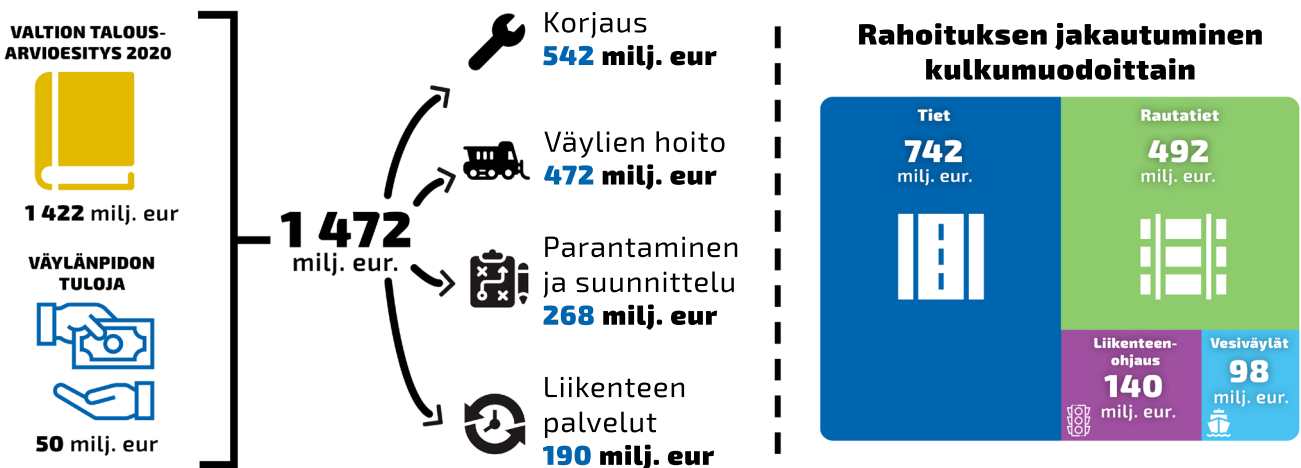 VALTION TALOUS-
ARVIOESITYS 2020
1 422 milj. eur
VÄYLÄNPIDON
TULOJA
50 milj. eur
1 472
milj. eur.
Korjaus
542 milj. eur
Väylien hoito
472 milj. eur
Parantaminen
ja suunnittelu
268 milj. eur
Liikenteen
palvelut
190 milj. eur
Rahoituksen jakautuminen
kulkumuodoittain
Tiet
742
milj. eur.
Rautatiet
492
milj. eur.
Liikenteen-
ohjaus
140
milj. eur.
Vesiväylät
98
milj. eur.